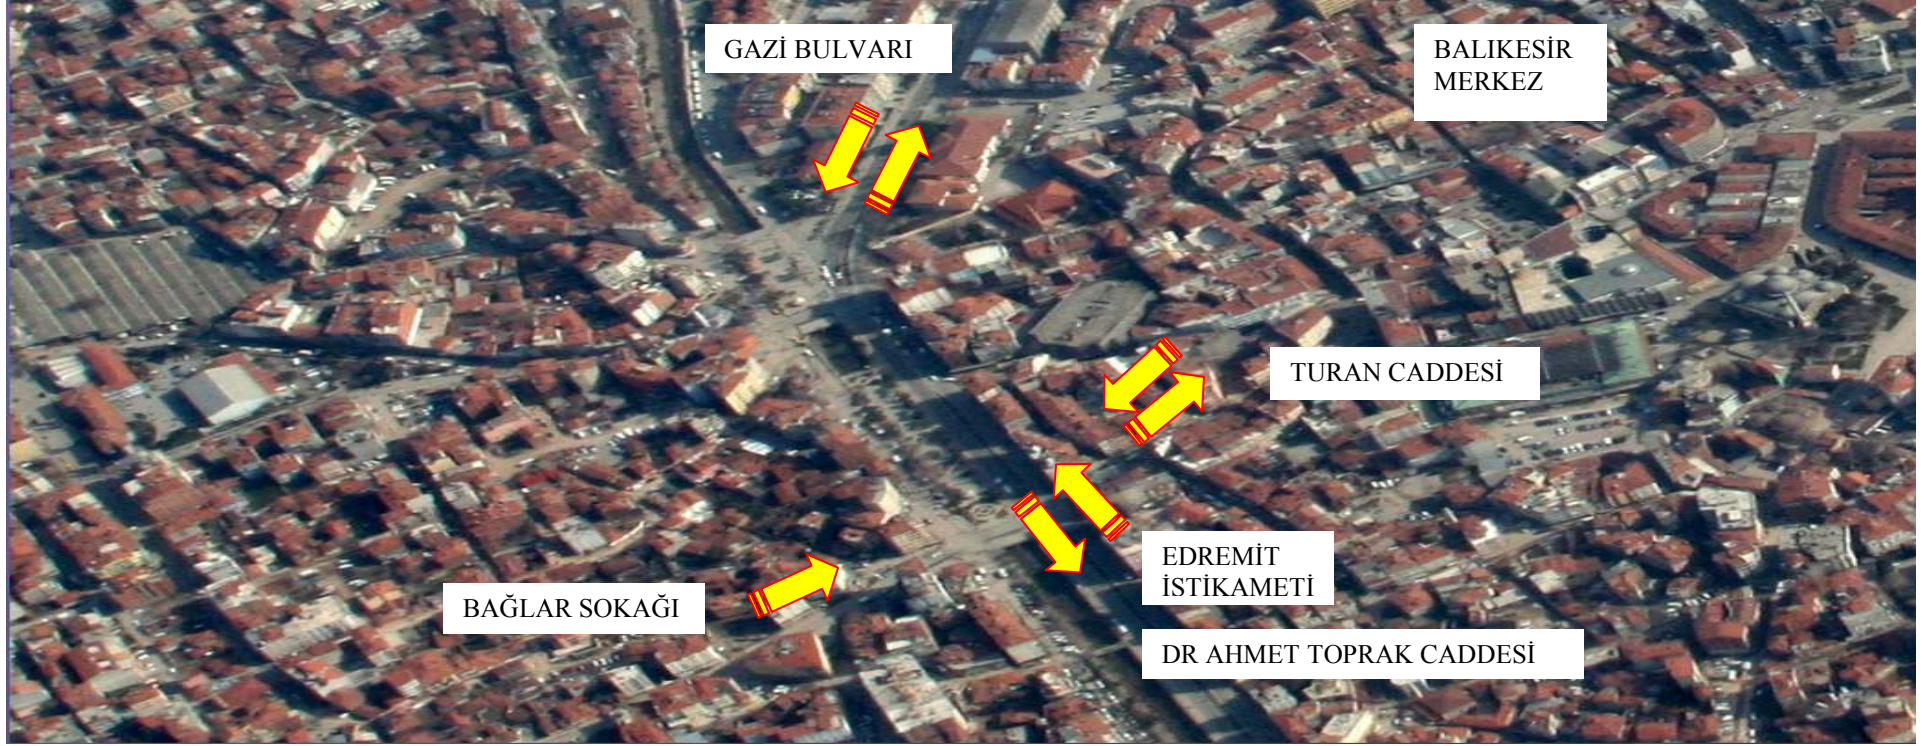 GAZİ BULVARI
BALIKESİR
MERKEZ
TURAN CADDESİ
EDREMİT
İSTİKAMETİ
BAĞLAR SOKAĞI
DR AHMET TOPRAK CADDESİ